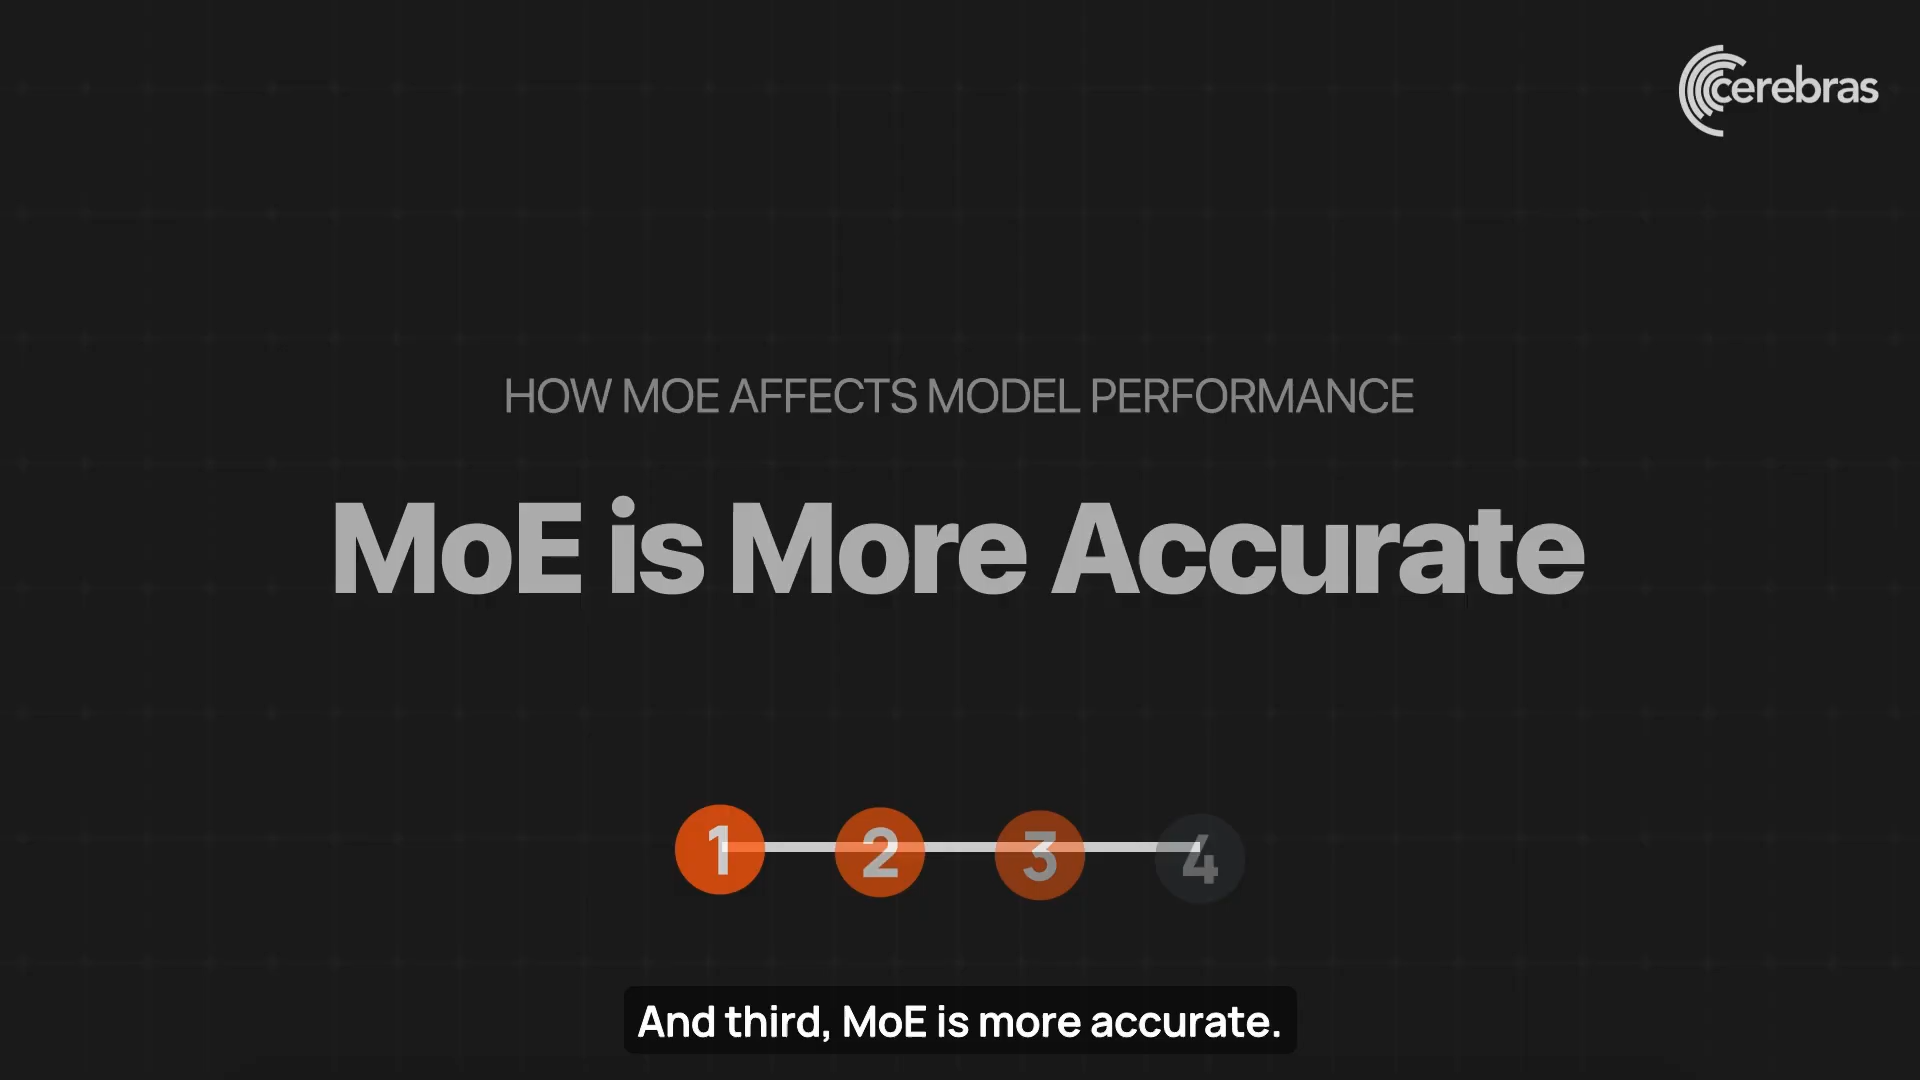 cerebras
HOW MOE AFFECTS MODEL PERFORMANCE
MoE is More Accurate
1 2 3 4
And third, MoE is more accurate.